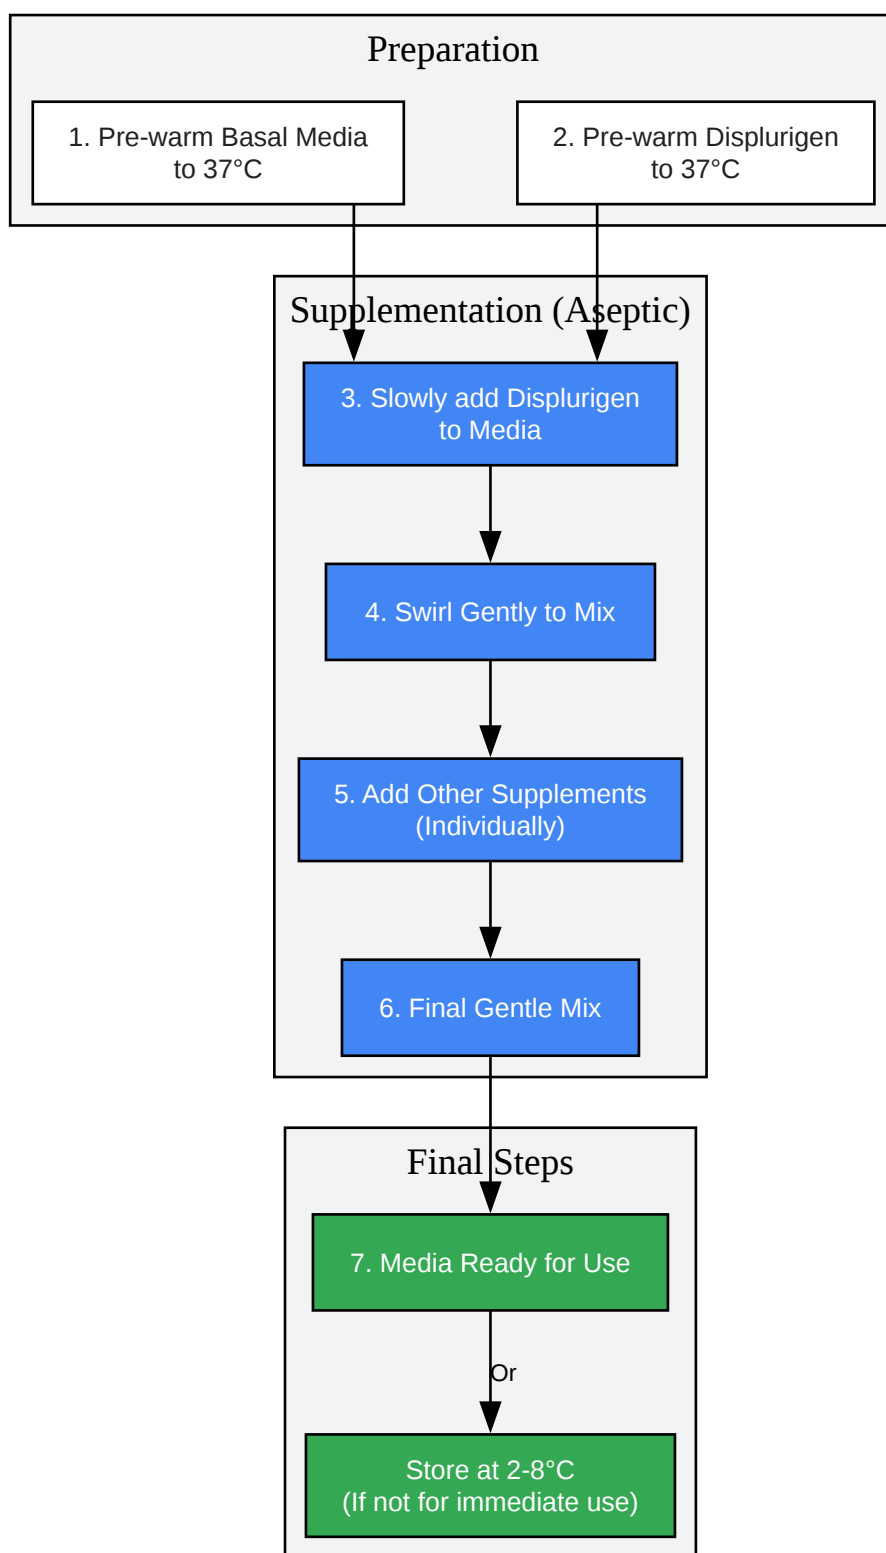 Preparation
1. Pre-warm Basal Media
to 37°C
2. Pre-warm Displurigen
to 37°C
Supplementation (Aseptic)
3. Slowly add Displurigen
to Media
4. Swirl Gently to Mix
5. Add Other Supplements
(Individually)
6. Final Gentle Mix
Final Steps
7. Media Ready for Use
Or
Store at 2-8°C
(If not for immediate use)